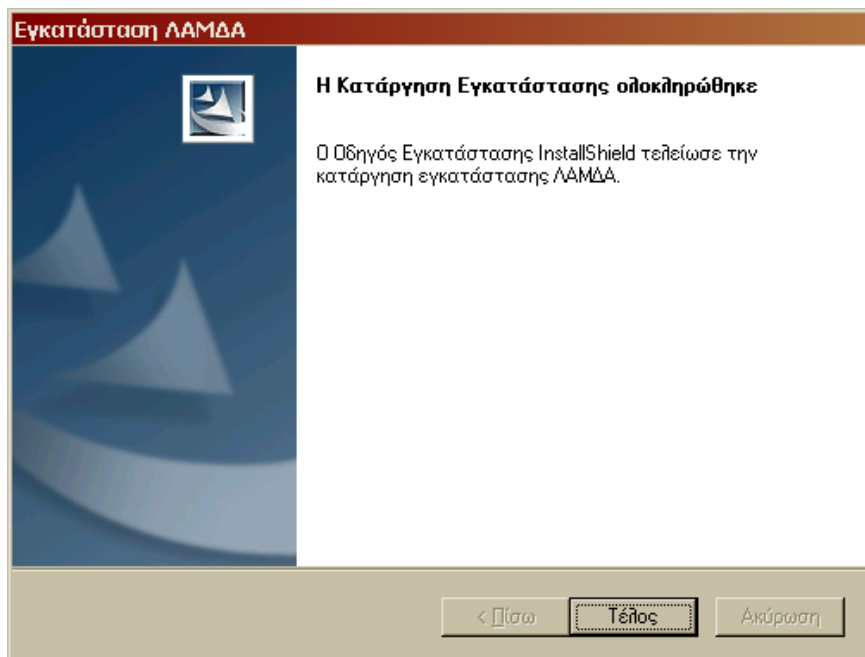 Εγκατάσταση ΛΑΜΔΑ
Η Κατάργηση Εγκατάστασης ολοκληρώθηκε
Ο Οδηγός Εγκατάστασης InstallShield τελείωσε την
κατάργηση εγκατάστασης ΛΑΜΔΑ.
< Πίσω
Τέλος
Ακύρωση